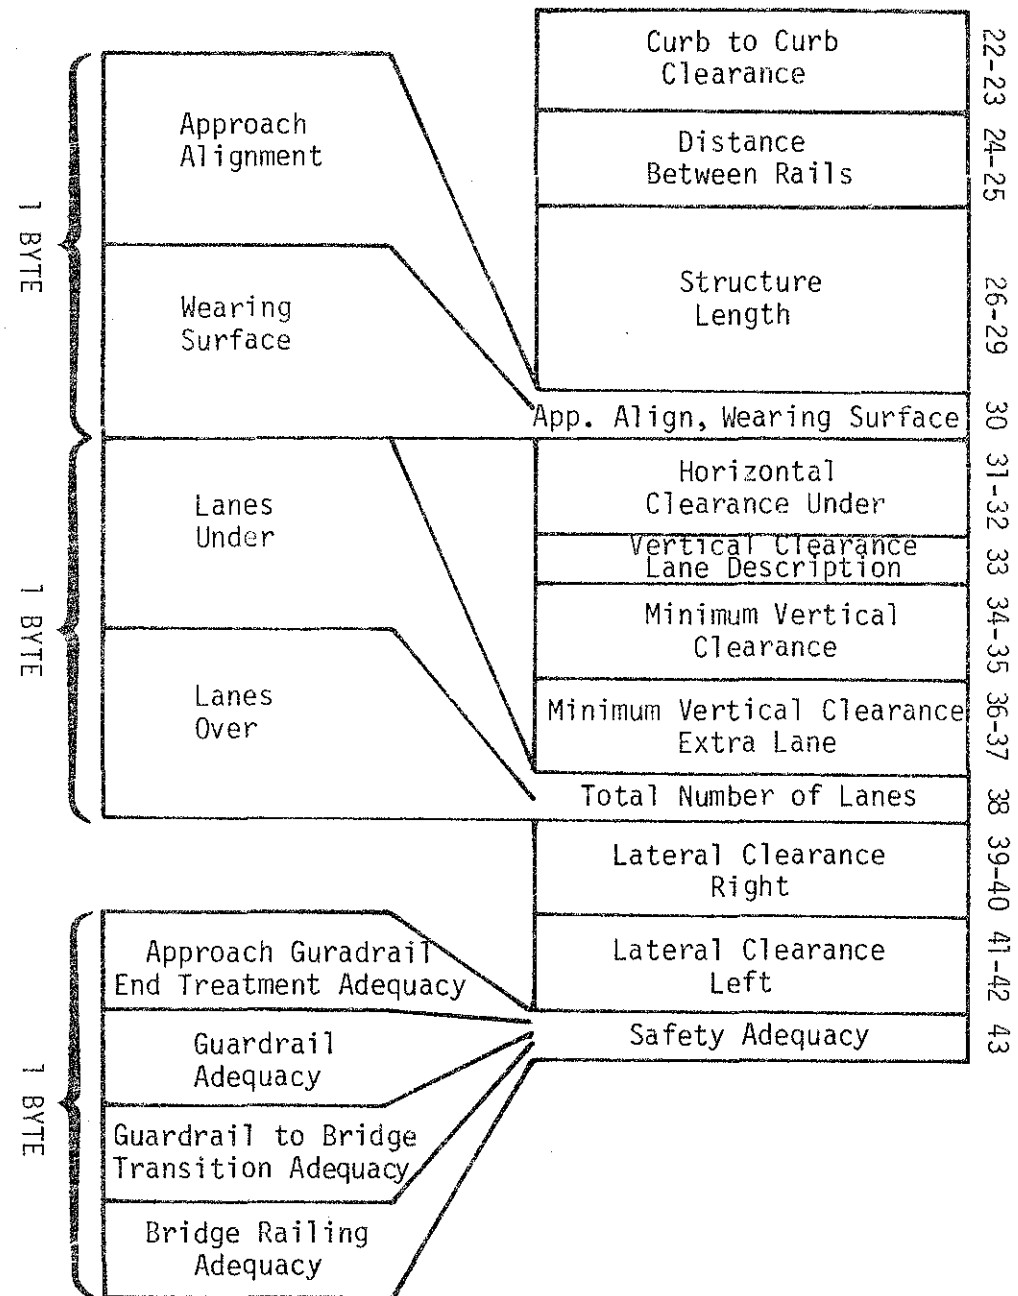 Curb to Curb
Clearance
22-23
Distance
Between Rails
24-25
Structure
Length
26-29
App. Align, Wearing Surface
30
Horizontal
Clearance Under
31-32
Vertical Clearance
Lane Description
33
Minimum Vertical
Clearance
34-35
Minimum Vertical Clearance
Extra Lane
36-37
Total Number of Lanes
38
Lateral Clearance
Right
39-40
Lateral Clearance
Left
41-42
Safety Adequacy
43
1 BYTE
Approach
Alignment
Wearing
Surface
1 BYTE
Lanes
Under
Lanes
Over
1 BYTE
Approach Guradrail
End Treatment Adequacy
Guardrail
Adequacy
Guardrail to Bridge
Transition Adequacy
Bridge Railing
Adequacy